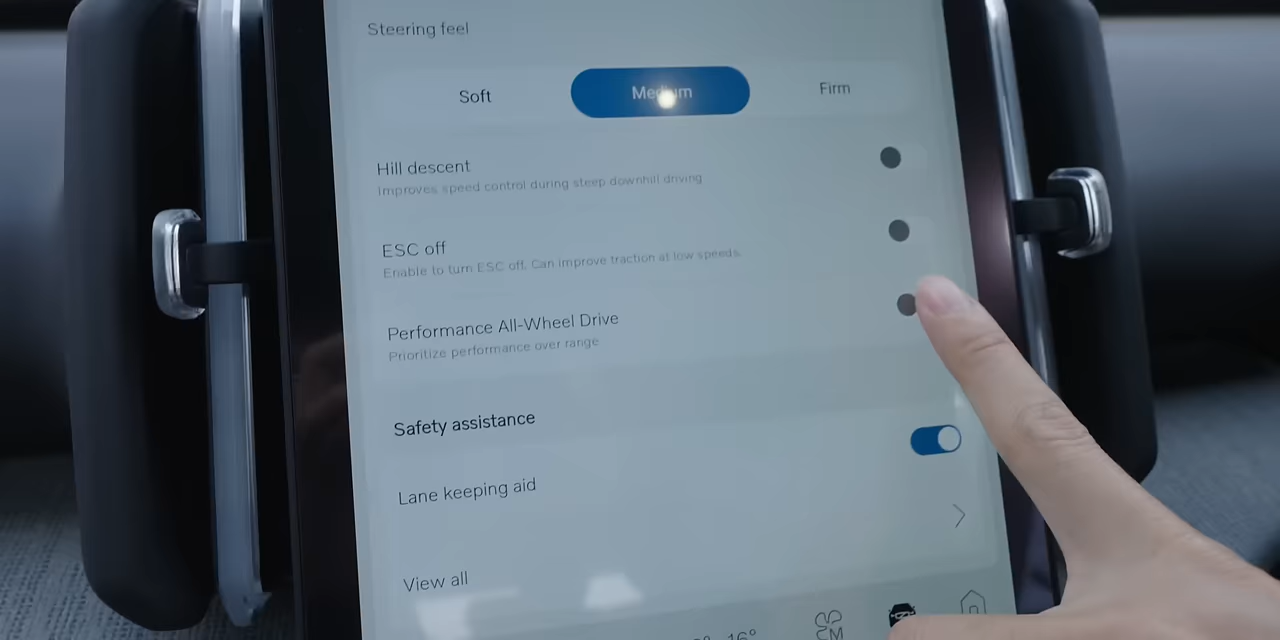 Steering feel
Soft
Medium
Firm
Hill descent
Improves speed control during steep downhill driving
ESC off
Enable to turn ESC off. Can improve traction at low speeds.
Performance All-Wheel Drive
Prioritize performance over range
Safety assistance
Lane keeping aid
View all
16°